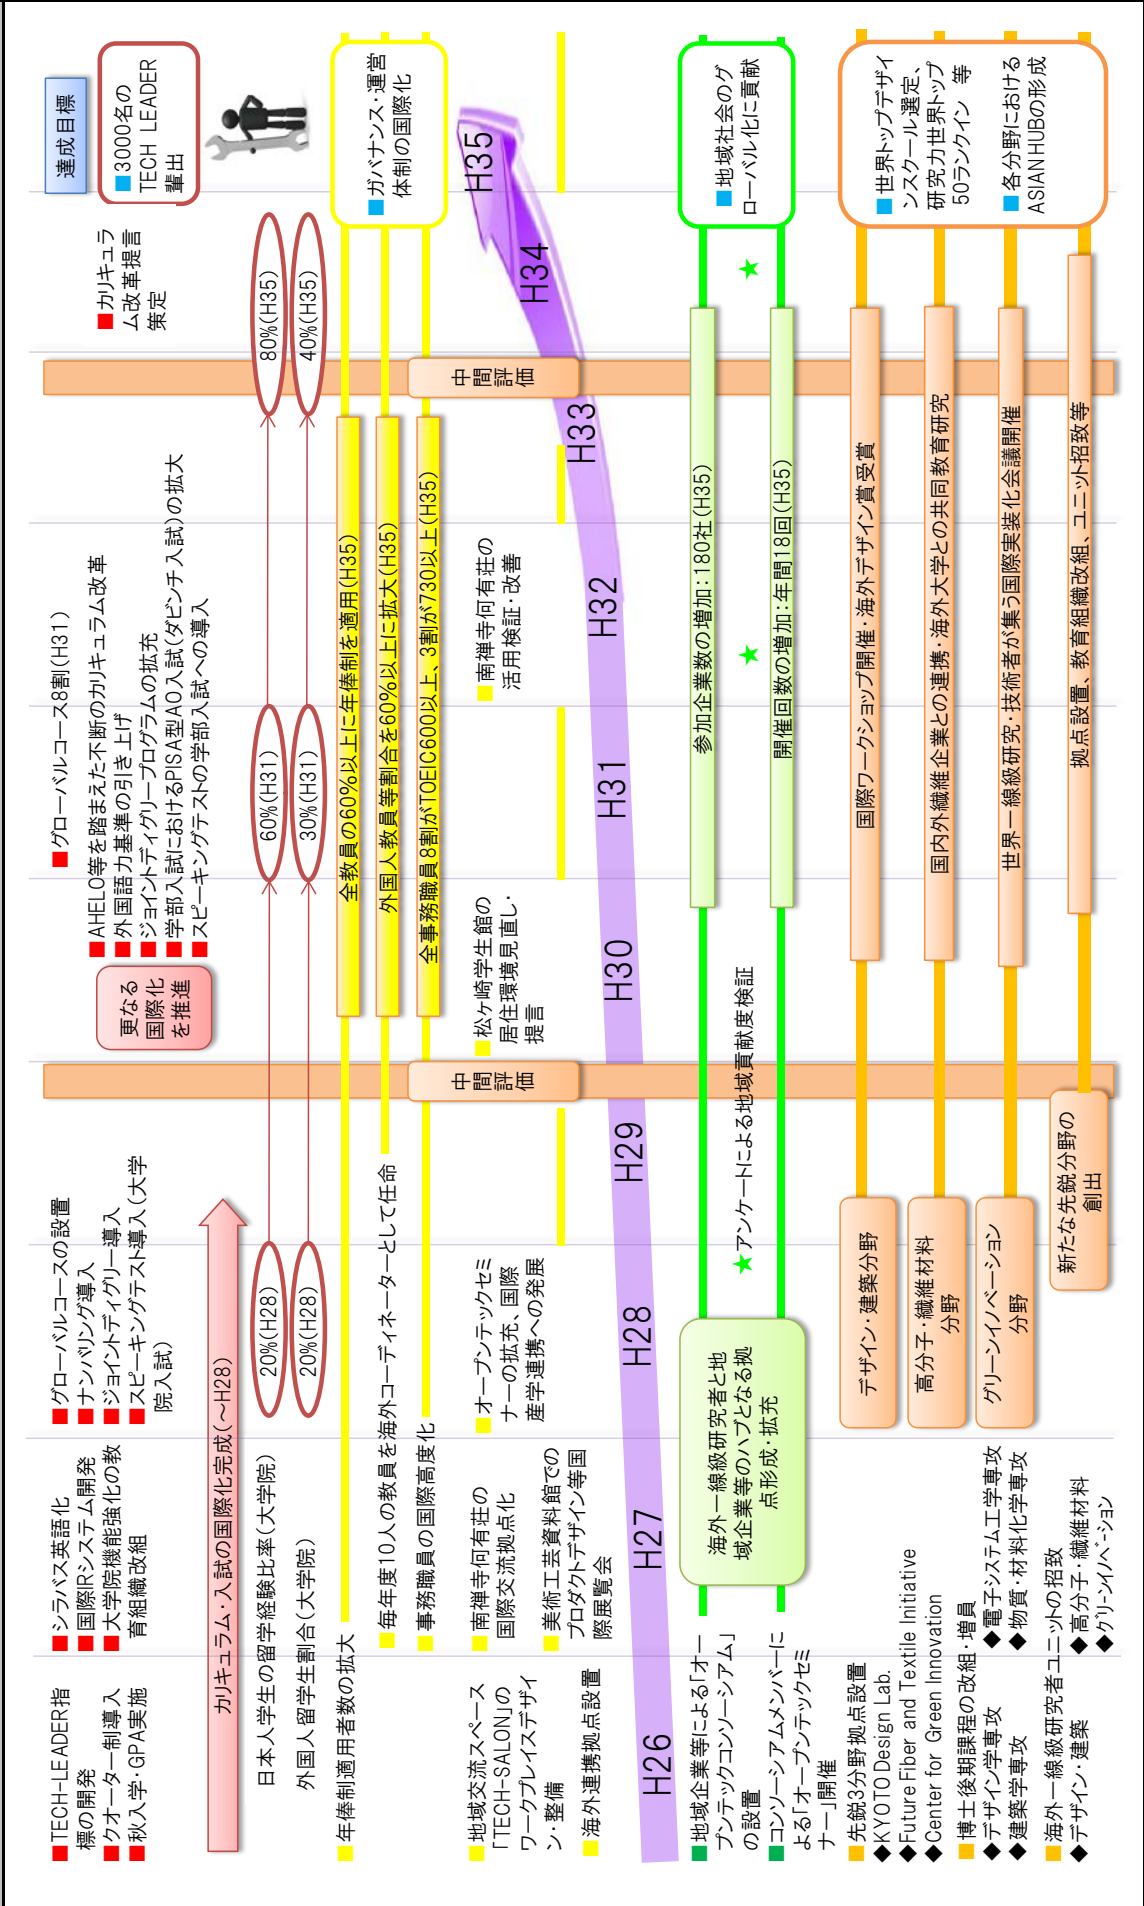 ■TECH-LEADER指
標の開発
■クオーター制導入
■秋入学・GPA実施
■シラバス英語化
■国際IRシステム開発
■大学院機能強化の教
育組織改組
■グローバルコースの設置
■ナンバリング導入
■ジョイントディグリー導入
■スピーキングテスト導入(大学
院入試)
更なる
国際化
を推進
■グローバルコース8割(H31)
■AHELO等を踏まえた不断のカリキュラム改革
■外国語力基準の引き上げ
■ジョイントディグリープログラムの拡充
■学部入試におけるPISA型AO入試(ダビンチ入試)の拡大
■スピーキングテストの学部入試への導入
■カリキュラ
ム改革提言
策定
達成目標
■3000名の
TECH LEADER
輩出
カリキュラム・入試の国際化完成(～H28)
日本人学生の留学経験比率(大学院)
20%(H28)
60%(H31)
80%(H35)
外国人留学生割合(大学院)
20%(H28)
30%(H31)
40%(H35)
■年俸制適用者数の拡大
全教員の60%以上に年俸制を適用(H35)
■毎年度10人の教員を海外コーディネーターとして任命
外国人教員等割合を60%以上に拡大(H35)
■事務職員の国際高度化
全事務職員8割がTOEIC600以上、3割が730以上(H35)
■ガバナンス・運営
体制の国際化
中間
評価
中間
評価
■地域交流スペース
「TECH-SALON」の
ワークプレイスデザイ
ン・整備
■海外連携拠点設置
■南禅寺何有荘の
国際交流拠点化
■美術工芸資料館での
プロダクトデザイン等国
際展覧会
■オープンテックセミ
ナーの拡充、国際
産学連携への発展
■松ヶ崎学生館の
居住環境見直し・
提言
■南禅寺何有荘の
活用検証・改善
H26
H27
H28
H29
H30
H31
H32
H33
H34
H35
■地域企業等による「オー
プンテックコンソーシアム」
の設置
■コンソーシアムメンバーに
よる「オープンテックセミ
ナー」開催
海外一線級研究者と地
域企業等のハブとなる拠
点形成・拡充
★アンケートによる地域貢献度検証
★
★
参加企業数の増加:180社(H35)
開催回数の増加:年間18回(H35)
■地域社会のグ
ローバル化に貢献
■先鋭3分野拠点設置
◆KYOTO Design Lab.
◆Future Fiber and Textile Initiative
◆Center for Green Innovation
■博士後期課程の改組・増員
◆デザイン学専攻
◆電子システム工学専攻
◆建築学専攻
◆物質・材料化学専攻
■海外一線級研究者ユニットの招致
◆デザイン・建築
◆高分子・繊維材料
◆グリーンイノベーション
デザイン・建築分野
高分子・繊維材料
分野
グリーンイノベーション
分野
新たな先鋭分野の
創出
国際ワークショップ開催・海外デザイン賞受賞
国内外繊維企業との連携・海外大学との共同教育研究
世界一線級研究・技術者が集う国際実装化会議開催
拠点設置、教育組織改組、ユニット招致等
■世界トップデザイ
ンスクール選定、
研究力世界トップ
50ランクイン 等
■各分野における
ASIAN HUBの形成